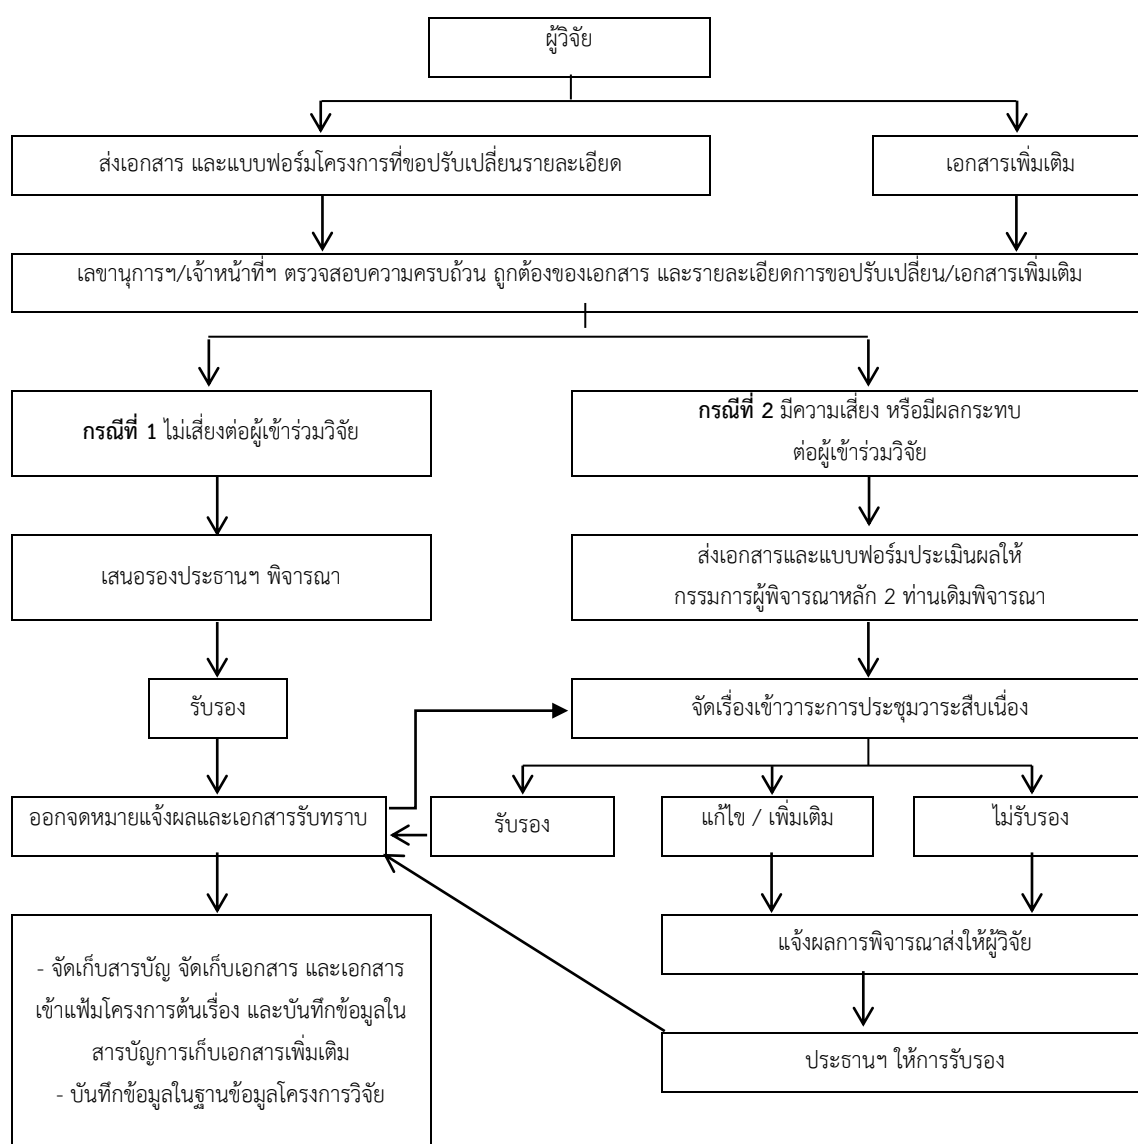 ผู้วิจัย
ส่งเอกสาร และแบบฟอร์มโครงการที่ขอปรับเปลี่ยนรายละเอียด
เอกสารเพิ่มเติม
เลขานุการฯ/เจ้าหน้าที่ฯ ตรวจสอบความครบถ้วน ถูกต้องของเอกสาร และรายละเอียดการขอปรับเปลี่ยน/เอกสารเพิ่มเติม
กรณีที่ 1 ไม่เสี่ยงต่อผู้เข้าร่วมวิจัย
กรณีที่ 2 มีความเสี่ยง หรือมีผลกระทบ
ต่อผู้เข้าร่วมวิจัย
เสนอรองประธานฯ พิจารณา
ส่งเอกสารและแบบฟอร์มประเมินผลให้
กรรมการผู้พิจารณาหลัก 2 ท่านเดิมพิจารณา
รับรอง
จัดเรื่องเข้าวาระการประชุมวาระสืบเนื่อง
ออกจดหมายแจ้งผลและเอกสารรับทราบ
รับรอง
แก้ไข / เพิ่มเติม
ไม่รับรอง
แจ้งผลการพิจารณาส่งให้ผู้วิจัย
ประธานฯ ให้การรับรอง
- จัดเก็บสารบัญ จัดเก็บเอกสาร และเอกสาร
เข้าแฟ้มโครงการต้นเรื่อง และบันทึกข้อมูลใน
สารบัญการเก็บเอกสารเพิ่มเติม
- บันทึกข้อมูลในฐานข้อมูลโครงการวิจัย